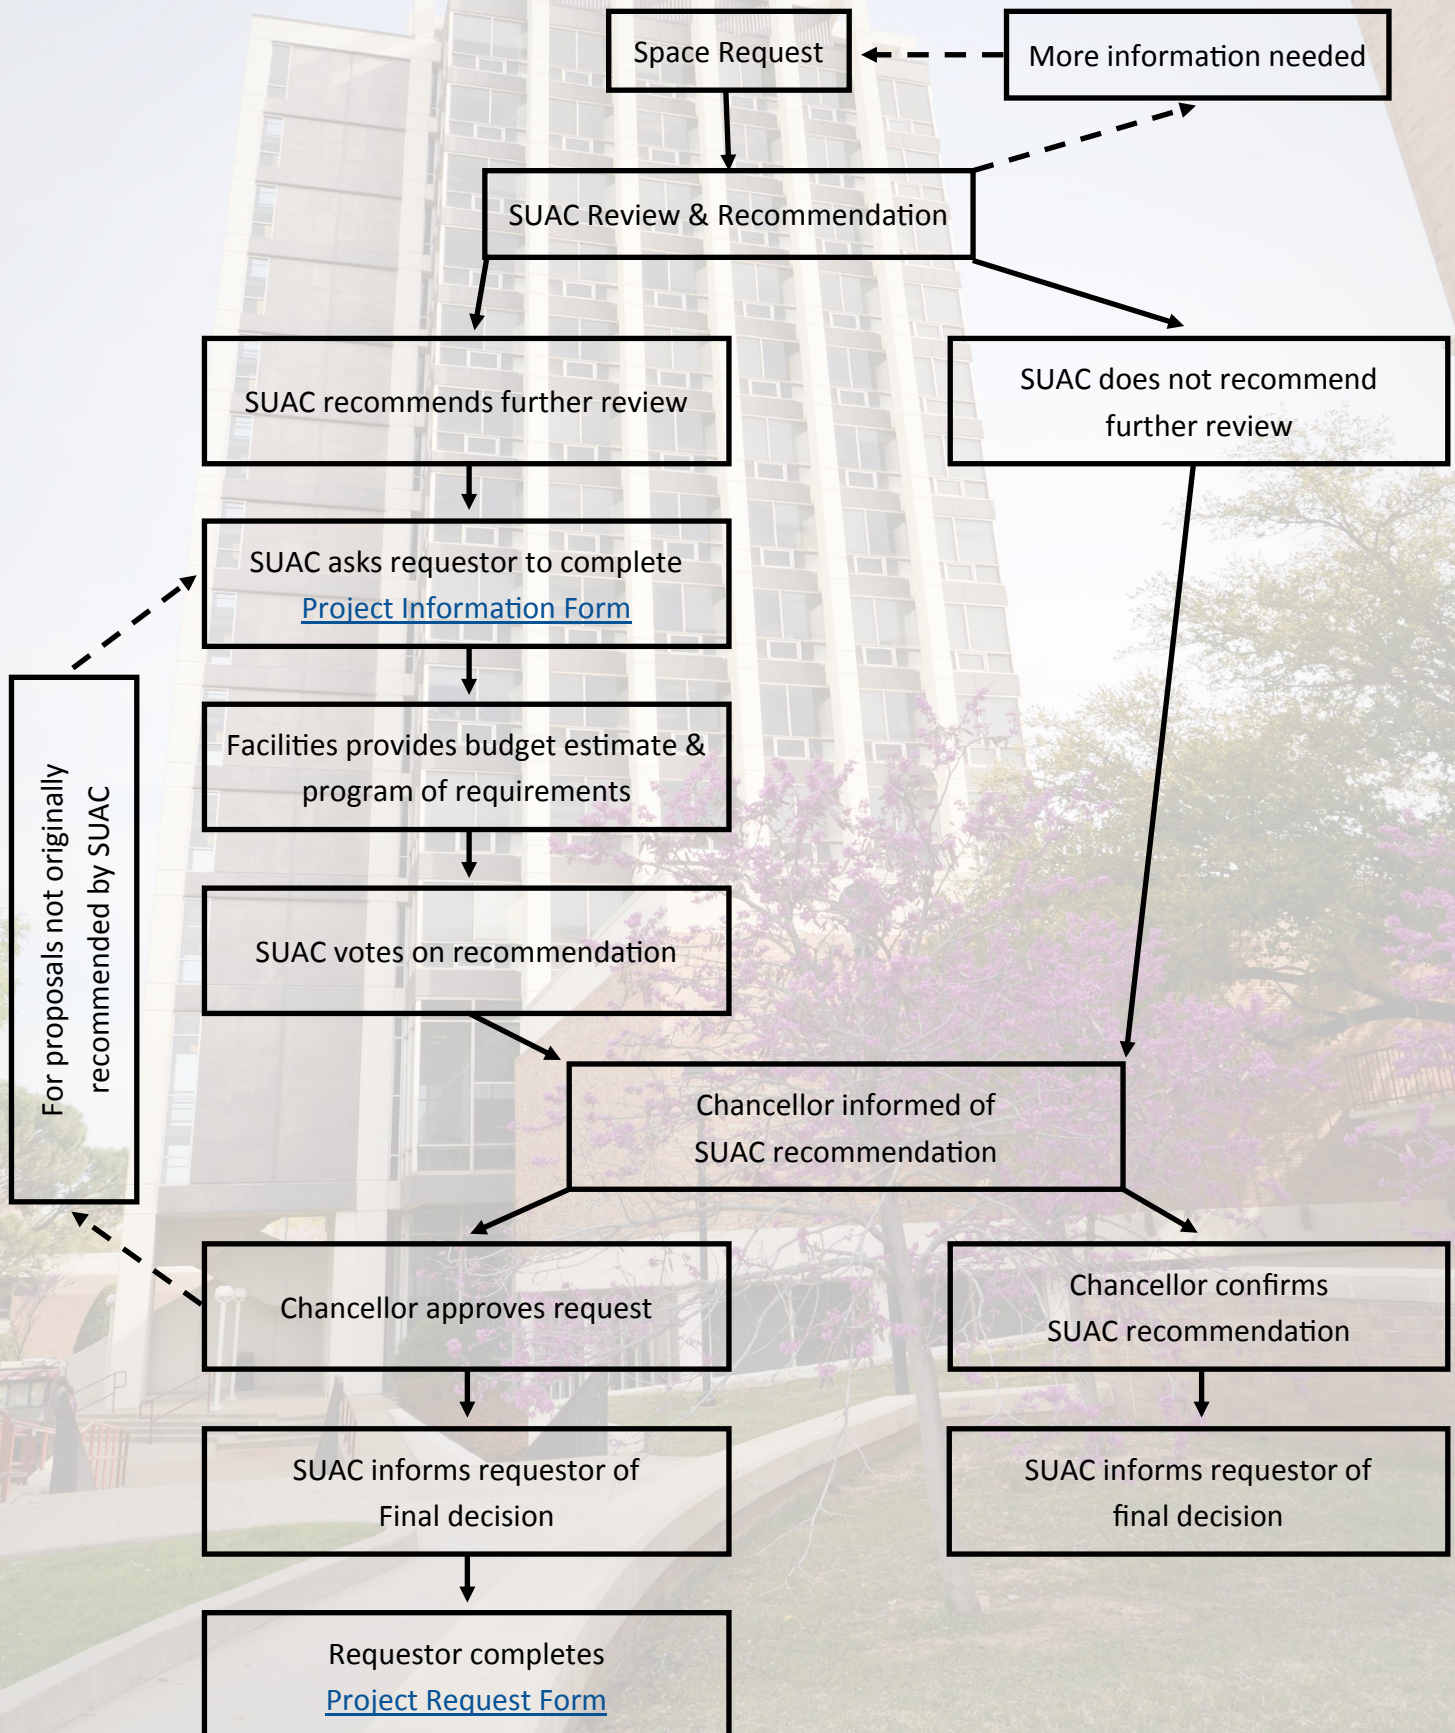 Space Request
More information needed
SUAC Review & Recommendation
SUAC recommends further review
SUAC does not recommend
further review
SUAC asks requestor to complete
Project Information Form
For proposals not originally
recommended by SUAC
Facilities provides budget estimate &
program of requirements
SUAC votes on recommendation
Chancellor informed of
SUAC recommendation
Chancellor approves request
Chancellor confirms
SUAC recommendation
SUAC informs requestor of
Final decision
SUAC informs requestor of
final decision
Requestor completes
Project Request Form